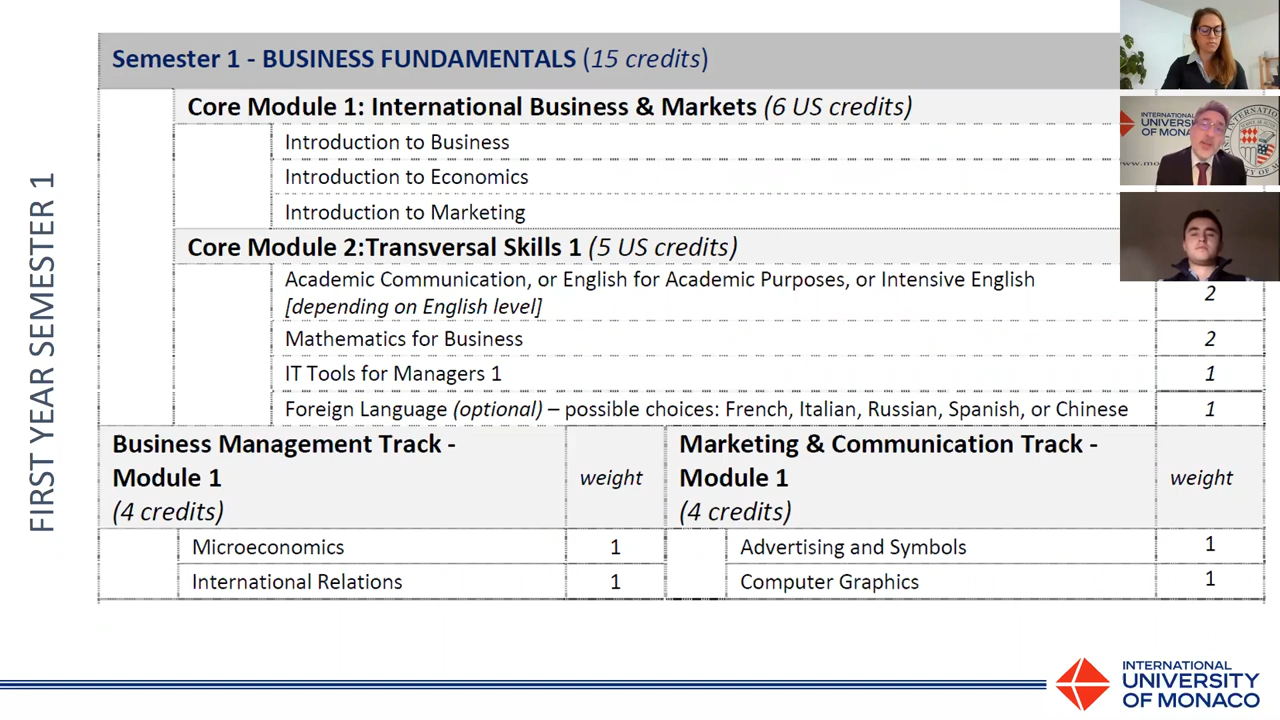 FIRST YEAR SEMESTER 1
Semester 1 - BUSINESS FUNDAMENTALS (15 credits)
Core Module 1: International Business & Markets (6 US credits)
Introduction to Business
Introduction to Economics
Introduction to Marketing
Core Module 2:Transversal Skills 1 (5 US credits)
Academic Communication, or English for Academic Purposes, or Intensive English
[depending on English level]
2
Mathematics for Business 2
IT Tools for Managers 1 1
Foreign Language (optional) – possible choices: French, Italian, Russian, Spanish, or Chinese 1
Business Management Track -
Module 1
(4 credits)
weight
Marketing & Communication Track -
Module 1
(4 credits)
weight
Microeconomics 1
International Relations 1
Advertising and Symbols 1
Computer Graphics 1
INTERNATIONAL
UNIVERSITY
OF MONACO